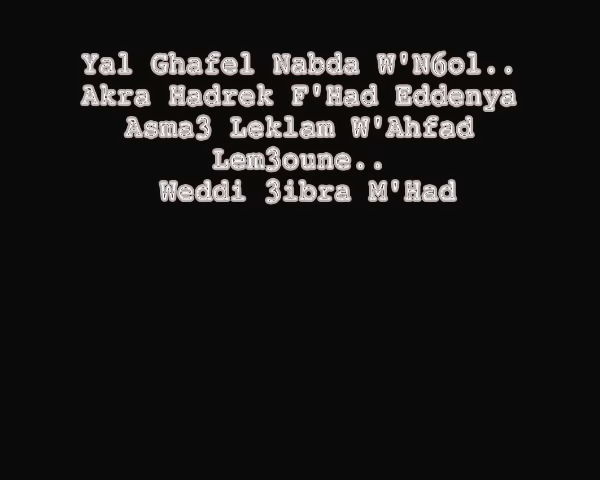 Yal Ghafel Nabda W'N6ol..
Akra Hadrek F'Had Eddenya
Asma3 Leklam W'Ahfad
Lem3oune..
Weddi 3ibra M'Had